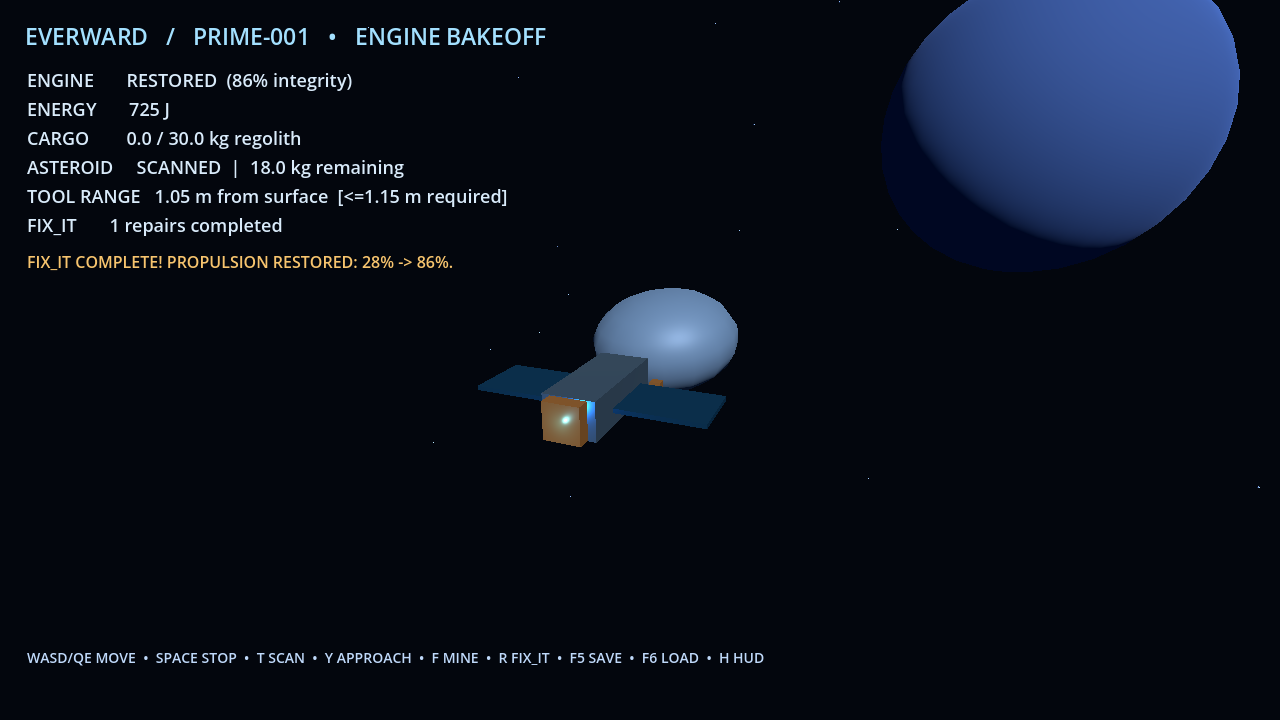 EVERWARD / PRIME-001 • ENGINE BAKEOFF
ENGINE RESTORED (86% integrity)
ENERGY 725 J
CARGO 0.0 / 30.0 kg regolith
ASTEROID SCANNED | 18.0 kg remaining
TOOL RANGE 1.05 m from surface [<=1.15 m required]
FIX_IT 1 repairs completed
FIX_IT COMPLETE! PROPULSION RESTORED: 28% -> 86%.
WASD/QE MOVE • SPACE STOP • T SCAN • Y APPROACH • F MINE • R FIX_IT • F5 SAVE • F6 LOAD • H HUD